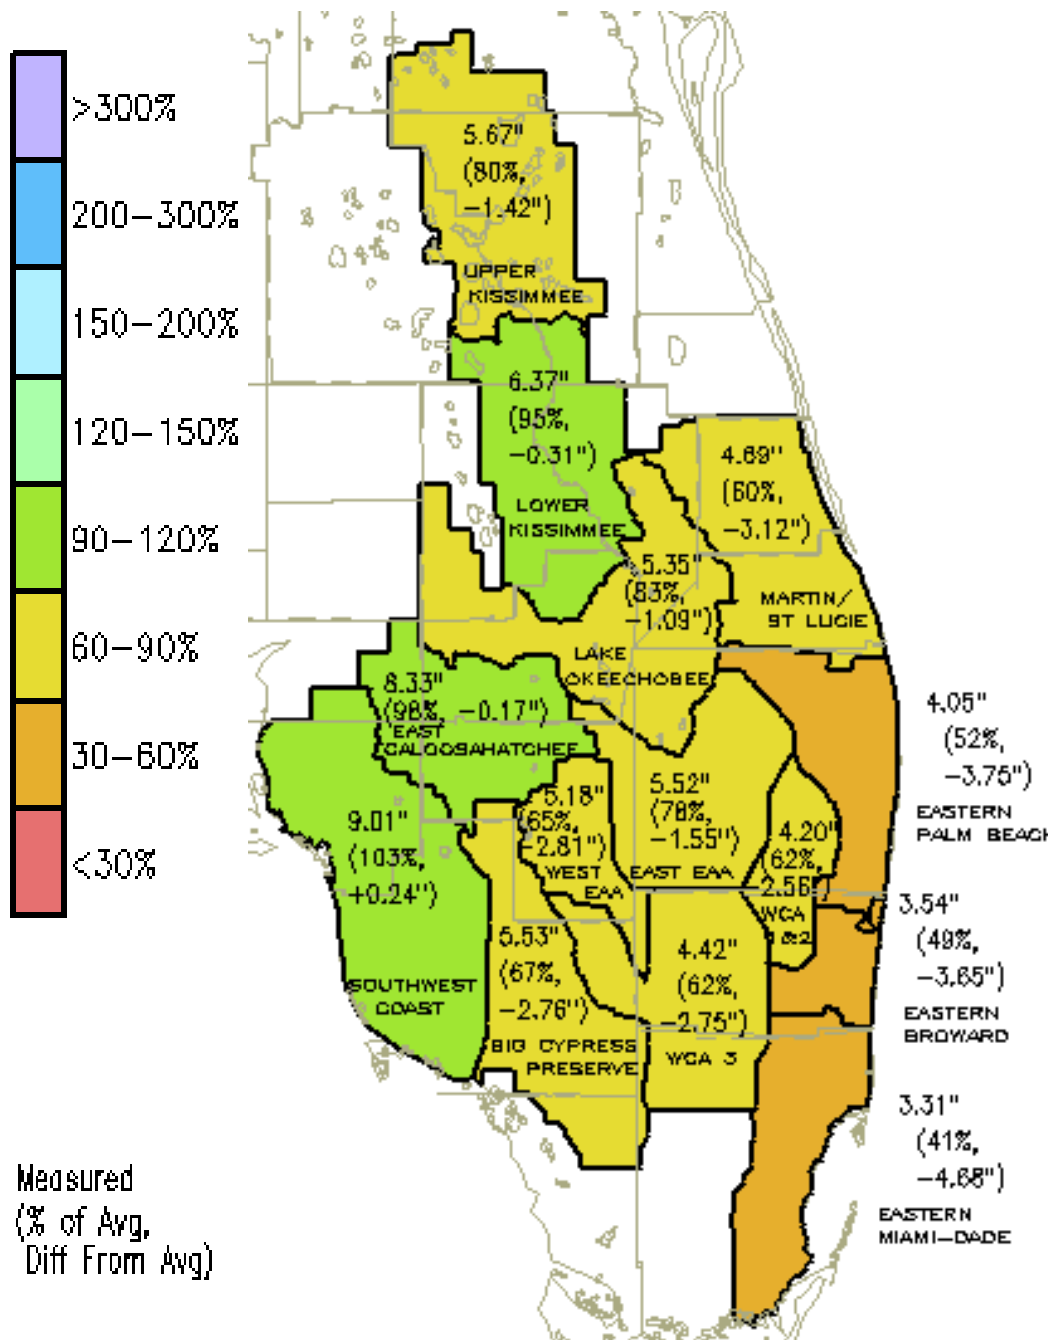 >300%
200-300%
150-200%
120-150%
90-120%
60-90%
30-60%
<30%
Measured
(% of Avg,
Diff From Avg)
5.67"
(80%,
-1.42")
UPPER
KISSIMMEE
6.37"
(95%,
-0.31")
LOWER
KISSIMMEE
4.69"
(60%,
-3.12")
MARTIN/
ST LUCIE
5.35"
(83%,
-1.09")
LAKE
OKEECHOBEE
8.33"
(98%, -0.17")
EAST
CALOOSAHATCHEE
4.05"
(52%,
-3.75")
EASTERN
PALM BEACH
5.18"
(65%,
-2.81")
WEST
EAA
5.52"
(78%,
-1.55")
EAST EAA
4.20"
(62%,
-2.56
WCA
1&2
9.01"
(103%,
+0.24")
SOUTHWEST
COAST
3.54"
(49%,
-3.65")
EASTERN
BROWARD
5.53"
(67%,
-2.76")
BIG CYPRESS
PRESERVE
4.42"
(62%,
-2.75")
WCA 3
3.31"
(41%,
-4.68")
EASTERN
MIAMI-DADE